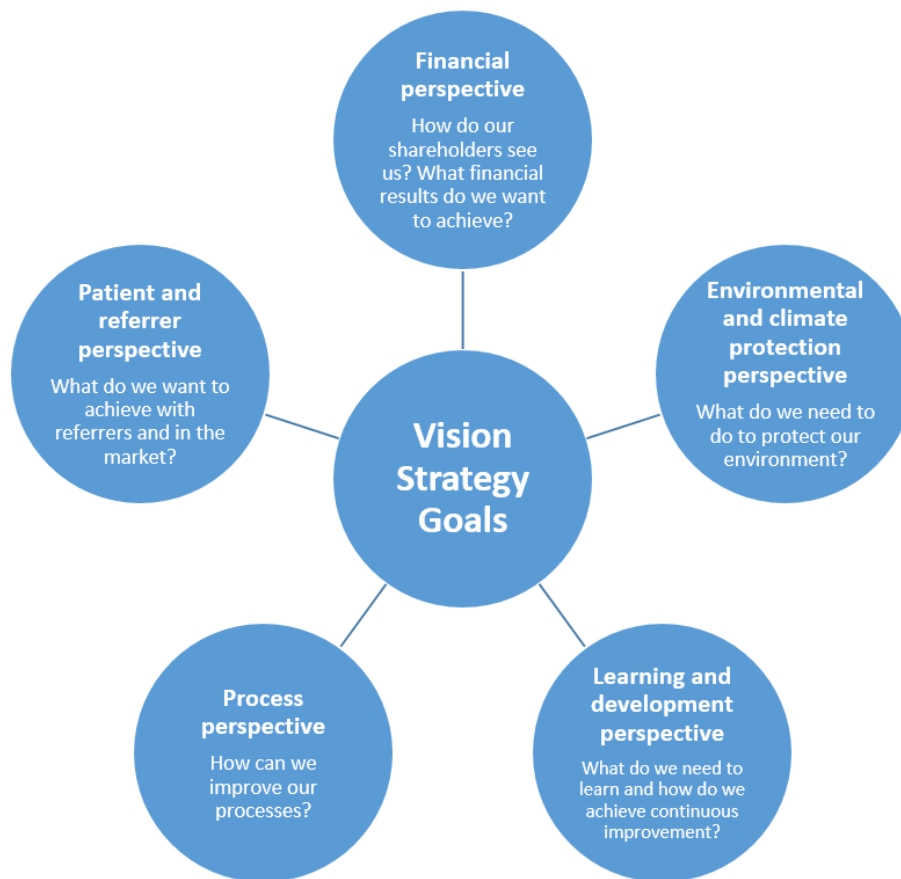 Financial
perspective
How do our
shareholders see
us? What financial
results do we want
to achieve?
Patient and
referrer
perspective
What do we want to
achieve with
referrers and in the
market?
Environmental
and climate
protection
perspective
What do we need to
do to protect our
environment?
Vision
Strategy
Goals
Process
perspective
How can we
improve our
processes?
Learning and
development
perspective
What do we need to
learn and how do we
achieve continuous
improvement?